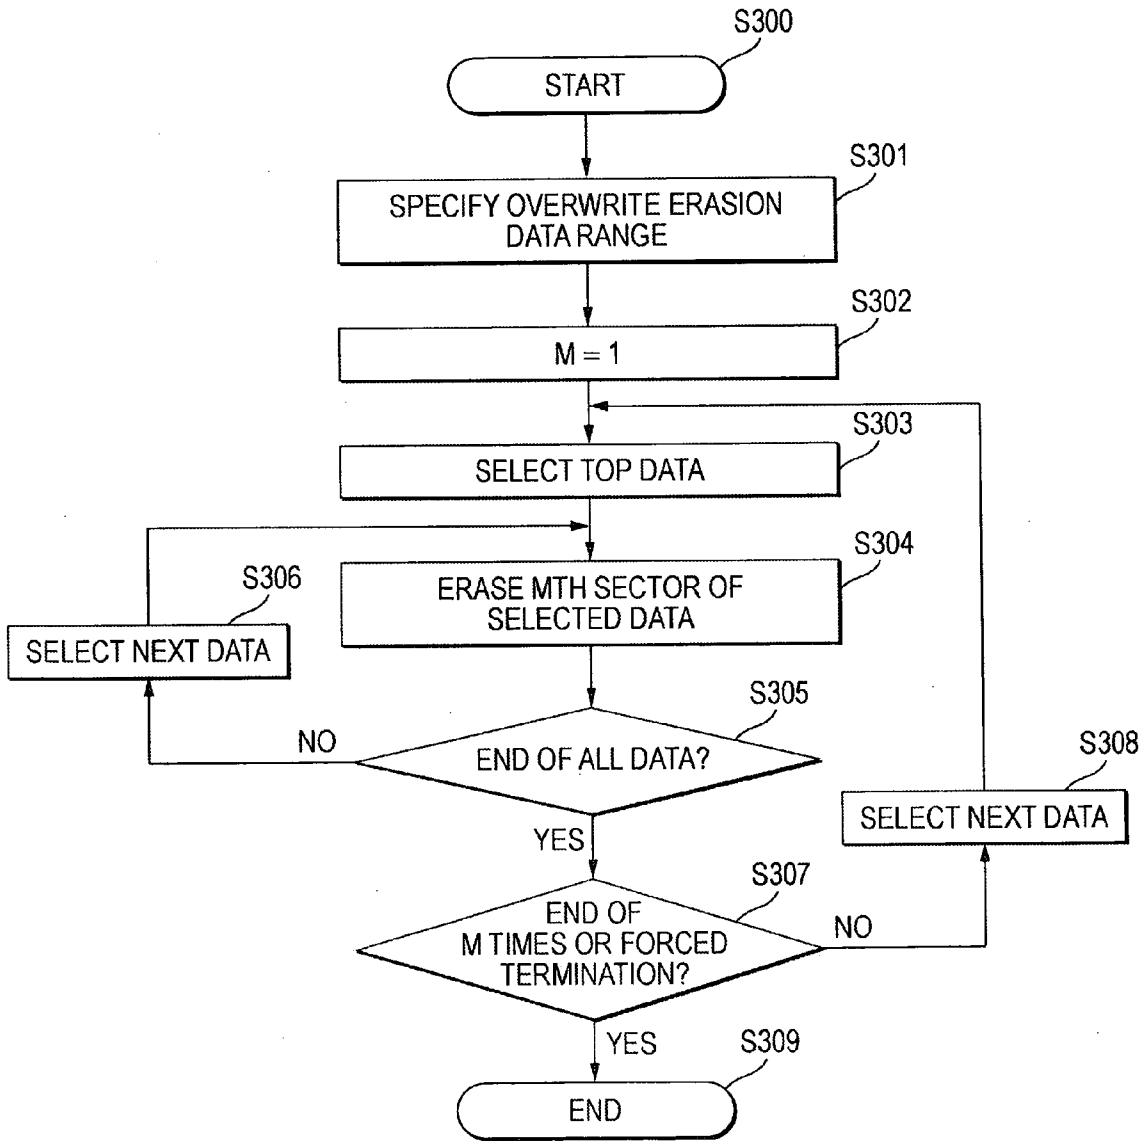 S300
START
S301
SPECIFY OVERWRITE ERASION
DATA RANGE
S302
M = 1
S303
SELECT TOP DATA
S304
ERASE MTH SECTOR OF
SELECTED DATA
S306
SELECT NEXT DATA
S305
END OF ALL DATA?
NO
YES
S308
SELECT NEXT DATA
S307
END OF
M TIMES OR FORCED
TERMINATION?
NO
YES
S309
END